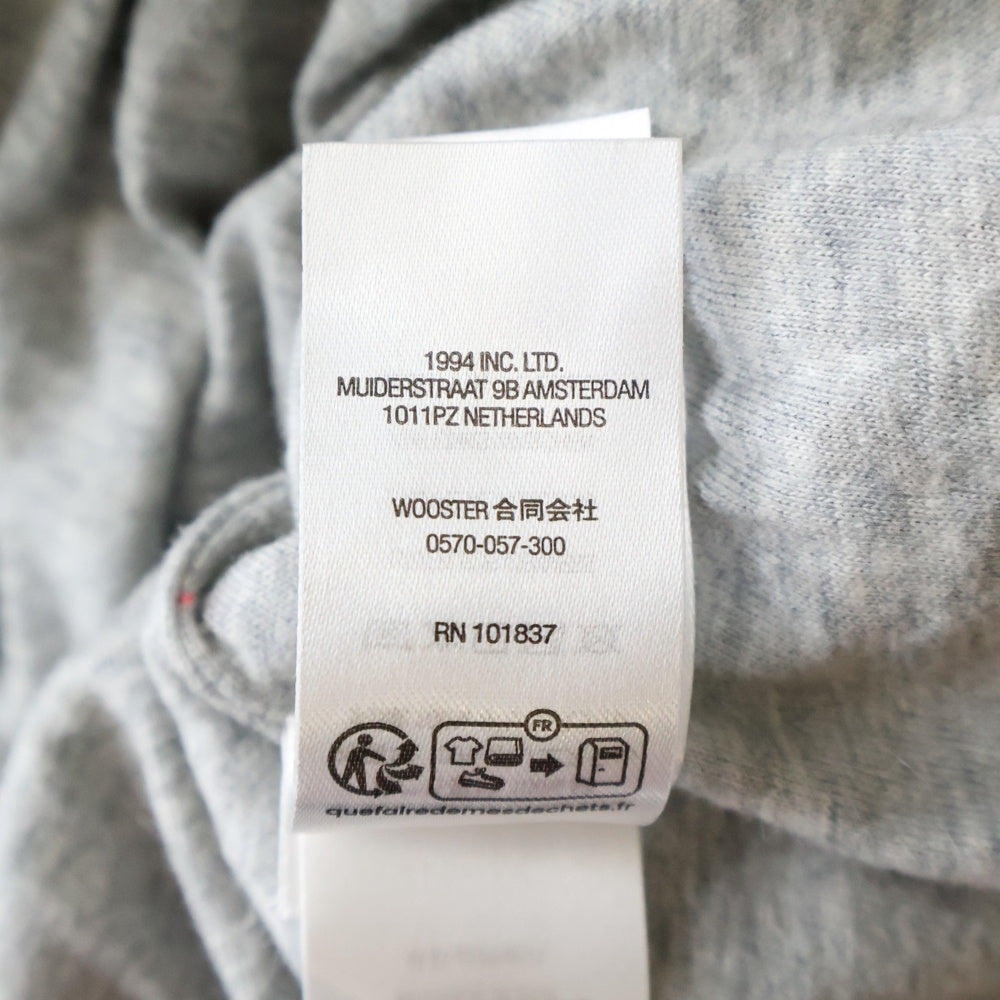 1994 INC. LTD.
MUIDERSTRAAT 9B AMSTERDAM
1011PZ NETHERLANDS
WOOSTER 合同会社
0570-057-300
RN 101837
FR
quefairedemesdechets.fr